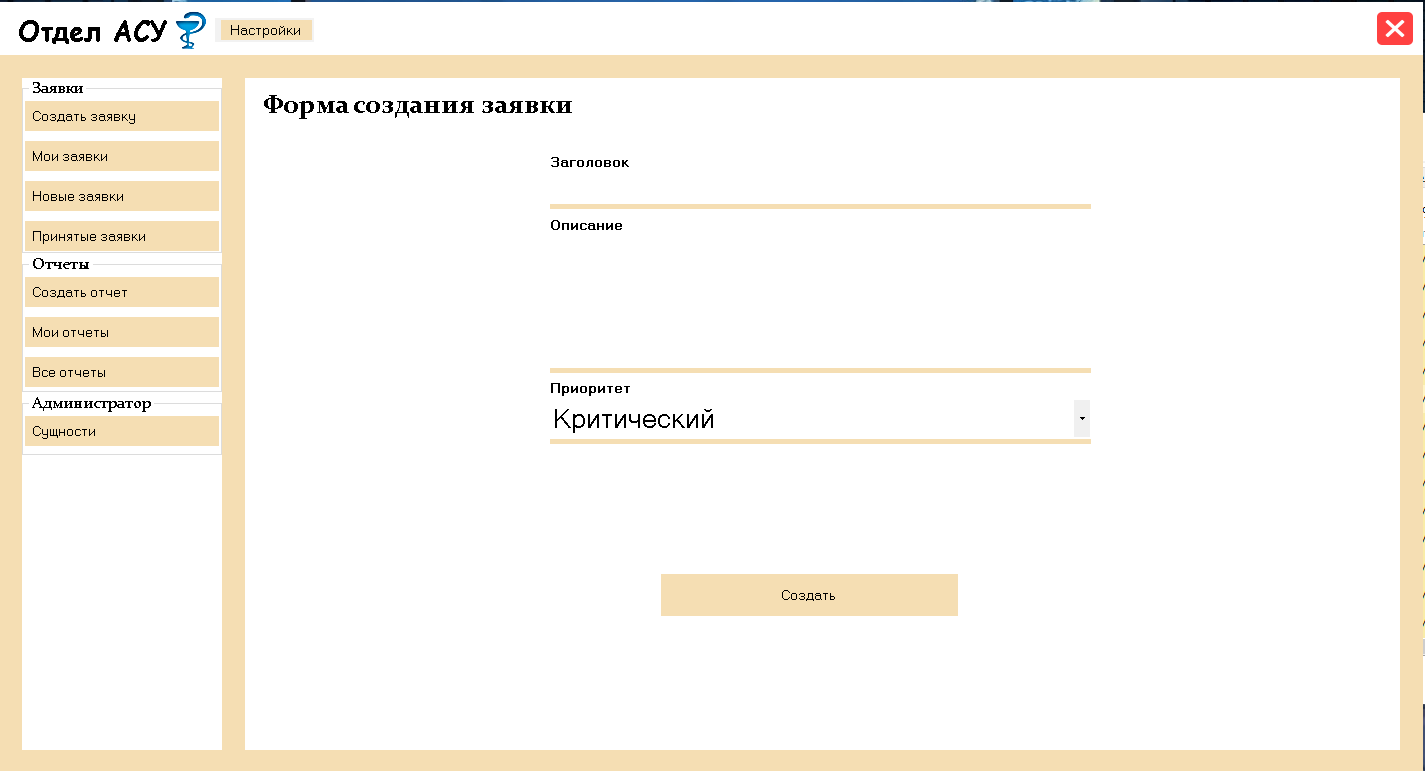 Отдел АСУ
Настройки
Заявки
Создать заявку
Мои заявки
Новые заявки
Принятые заявки
Отчеты
Создать отчет
Мои отчеты
Все отчеты
Администратор
Сущности
Форма создания заявки
Заголовок
Описание
Приоритет
Критический
Создать